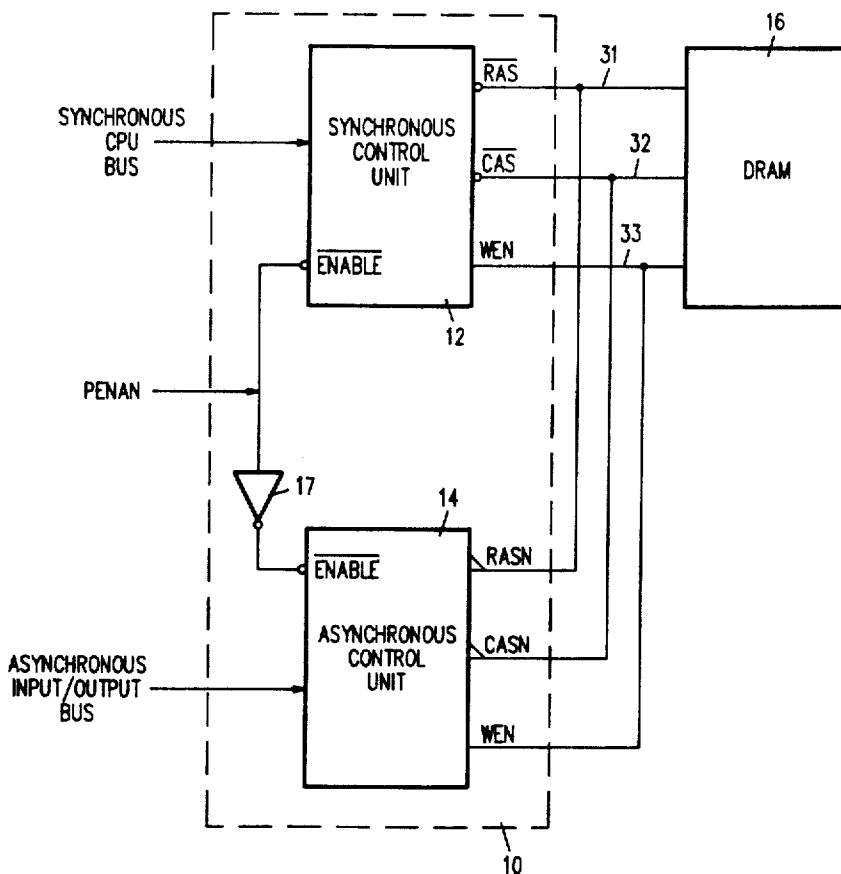 16
RAS
31
SYNCHRONOUS
CPU
BUS
SYNCHRONOUS
CONTROL
UNIT
CAS
32
DRAM
WEN
33
ENABLE
12
PENAN
17
14
ENABLE
RASN
ASYNCHRONOUS
CONTROL
UNIT
CASN
ASYNCHRONOUS
INPUT/OUTPUT
BUS
WEN
10